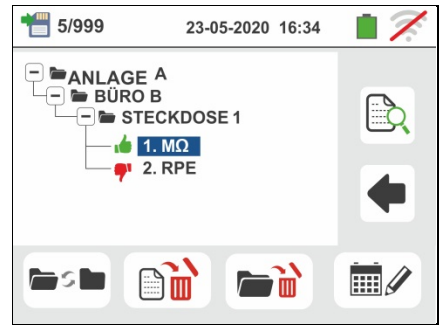 5/999 23-05-2020 16:34
ANLAGE A
BÜRO B
STECKDOSE 1
1. MΩ
2. RPE